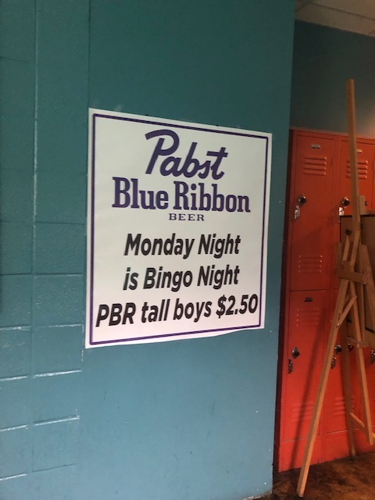 Pabst
Blue Ribbon
BEER
Monday Night
is Bingo Night
PBR tall boys $2.50